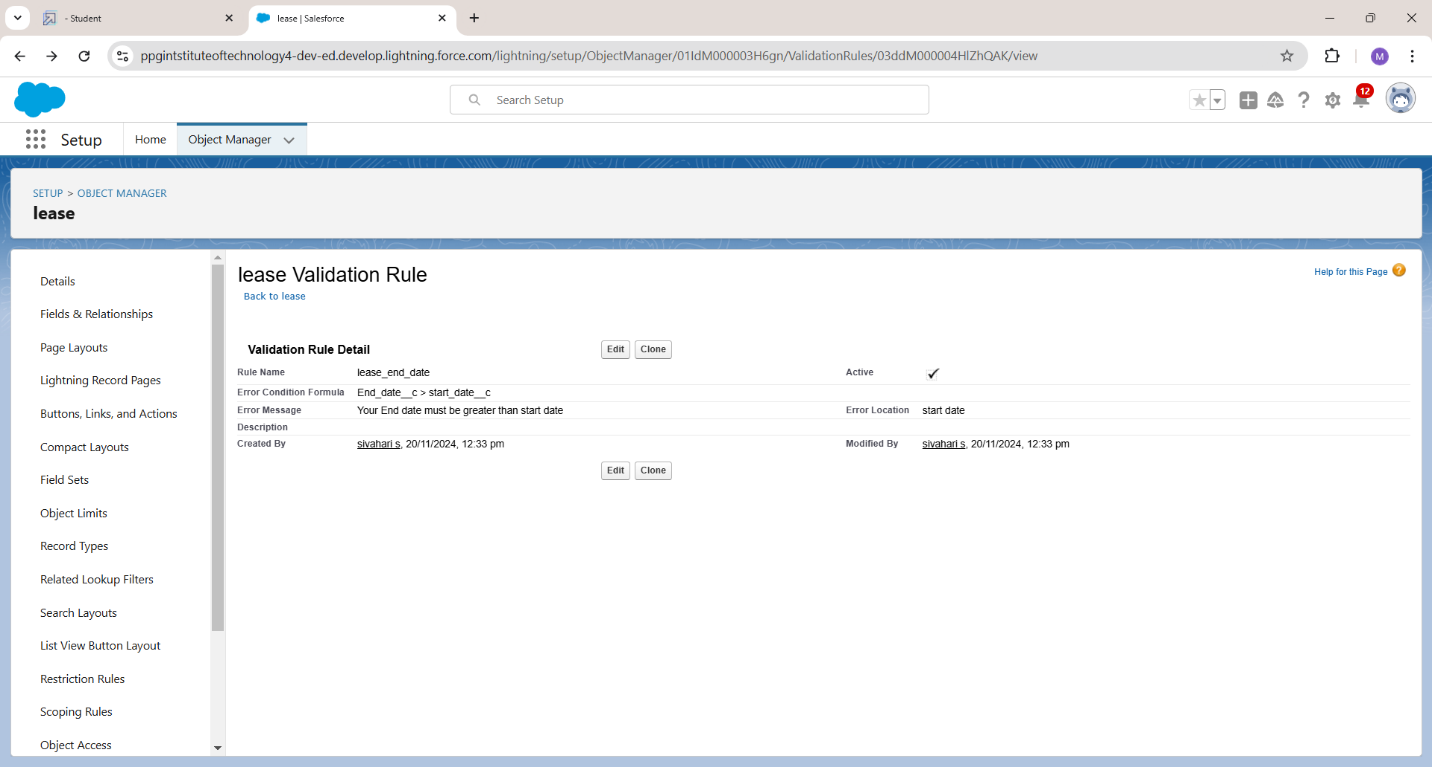 - Student
lease | Salesforce
ppgintstituteoftechnology4-dev-ed.develop.lightning.force.com/lightning/setup/ObjectManager/01IdM000003H6gn/ValidationRules/03ddM000004HlZhQAK/view
M
Search Setup
12
Setup Home Object Manager
SETUP > OBJECT MANAGER
lease
Details
Fields & Relationships
Page Layouts
Lightning Record Pages
Buttons, Links, and Actions
Compact Layouts
Field Sets
Object Limits
Record Types
Related Lookup Filters
Search Layouts
List View Button Layout
Restriction Rules
Scoping Rules
Object Access
lease Validation Rule
Help for this Page ?
Back to lease
Validation Rule Detail Edit Clone
Rule Name lease_end_date Active
Error Condition Formula End_date__c > start_date__c
Error Message Your End date must be greater than start date Error Location start date
Description
Created By sivahari s, 20/11/2024, 12:33 pm Modified By sivahari s, 20/11/2024, 12:33 pm
Edit Clone